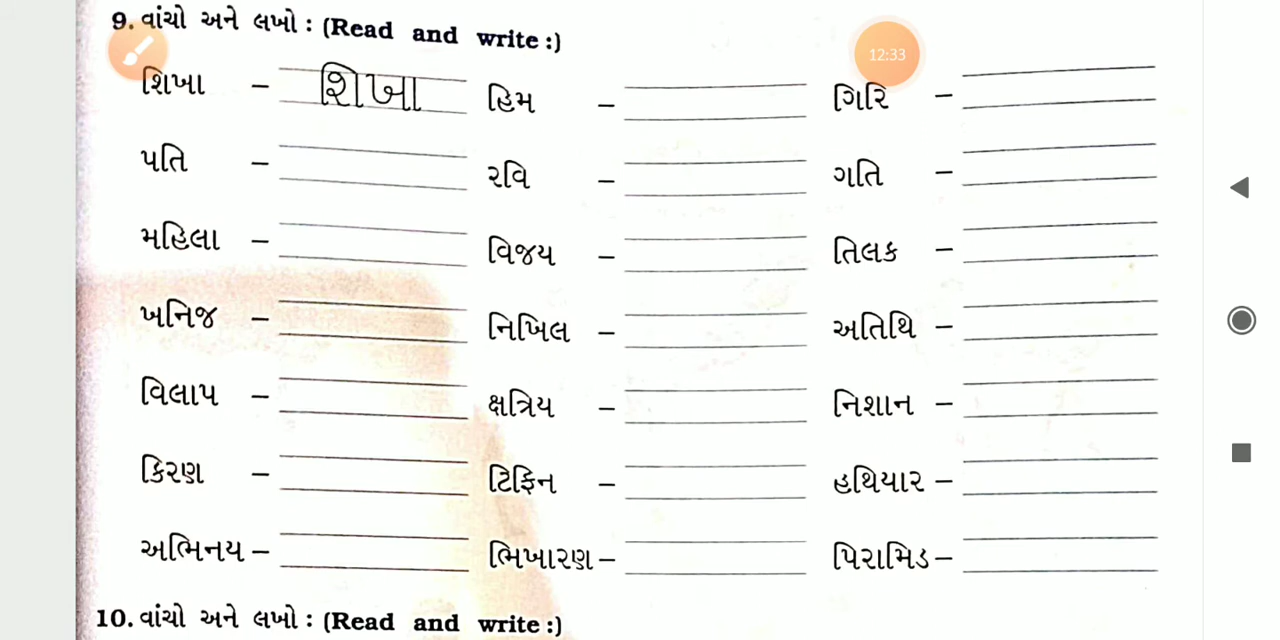 9. વાંચો અને લખો : (Read and write :)
12:33
શિખા – શિખા હિમ – ગિરિ –
પતિ – રવિ – ગતિ –
મહિલા – વિજય – તિલક –
ખનિજ – નિખિલ – અતિથિ –
વિલાપ – ક્ષત્રિય – નિશાન –
કિરણ – ટિફિન – હથિયાર –
અભિનય – ભિખારણ – પિરામિડ –
10. વાંચો અને લખો : (Read and write :)